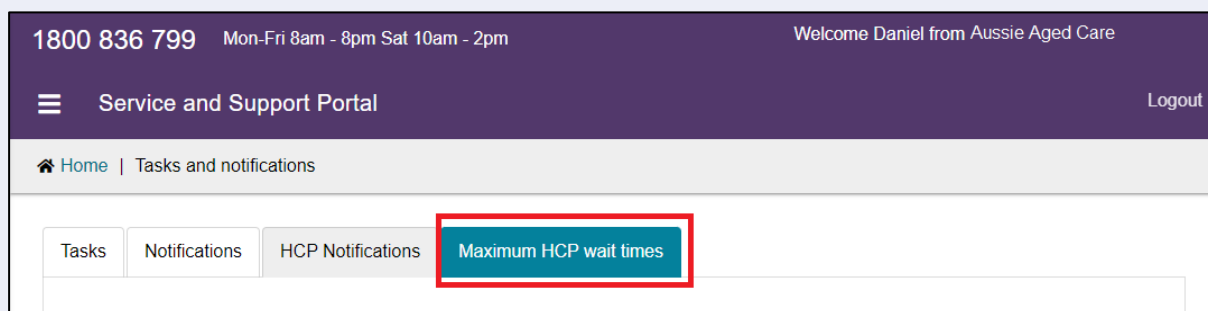 1800 836 799 Mon-Fri 8am - 8pm Sat 10am - 2pm Welcome Daniel from Aussie Aged Care
Service and Support Portal Logout
Home | Tasks and notifications
Tasks Notifications HCP Notifications Maximum HCP wait times